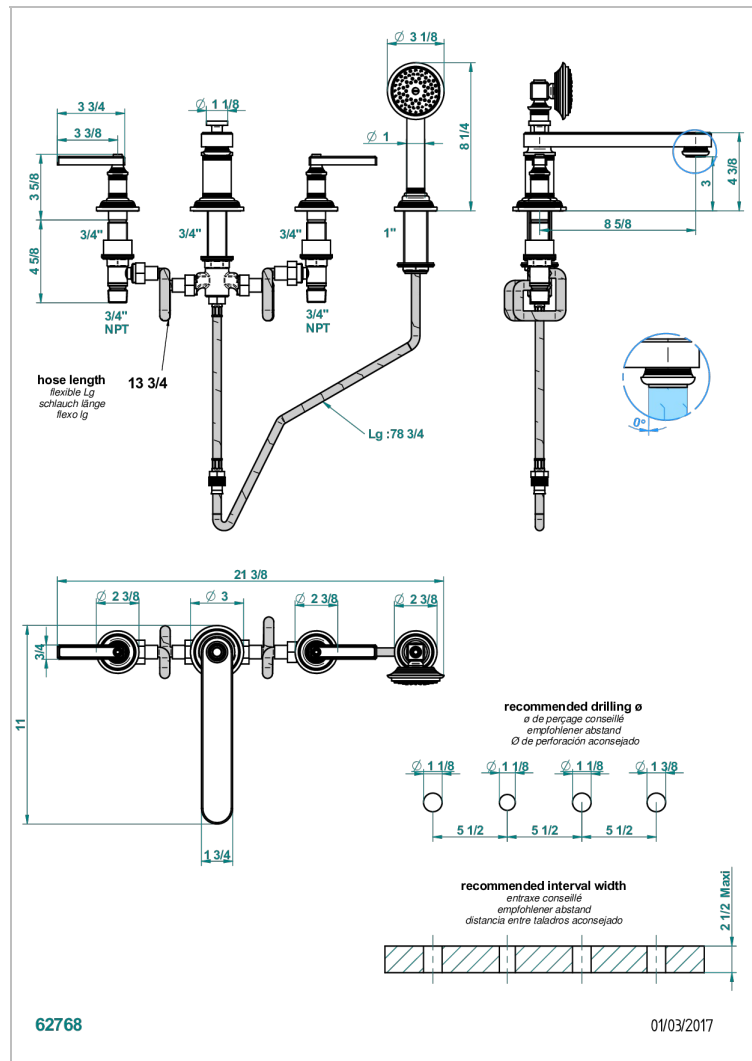 Ø 3 1/8
3 3/4
3 3/8
Ø 1 1/8
Ø 1
8 1/4
3 5/8
4 5/8
3/4"
3/4"
3/4"
1"
3/4"
NPT
3/4"
NPT
4 3/8
3
8 5/8
0°
hose length
flexible Lg
schlauch länge
flexo lg
13 3/4
Lg :78 3/4
21 3/8
Ø 2 3/8
Ø 3
Ø 2 3/8
Ø 2 3/8
3/4
11
1 3/4
recommended drilling ø
ø de perçage conseillé
empfohlener abstand
Ø de perforación aconsejado
Ø 1 1/8
Ø 1 1/8
Ø 1 1/8
Ø 1 3/8
5 1/2
5 1/2
5 1/2
recommended interval width
entraxe conseillé
empfohlener abstand
distancia entre taladros aconsejado
2 1/2 Maxi
62768
01/03/2017